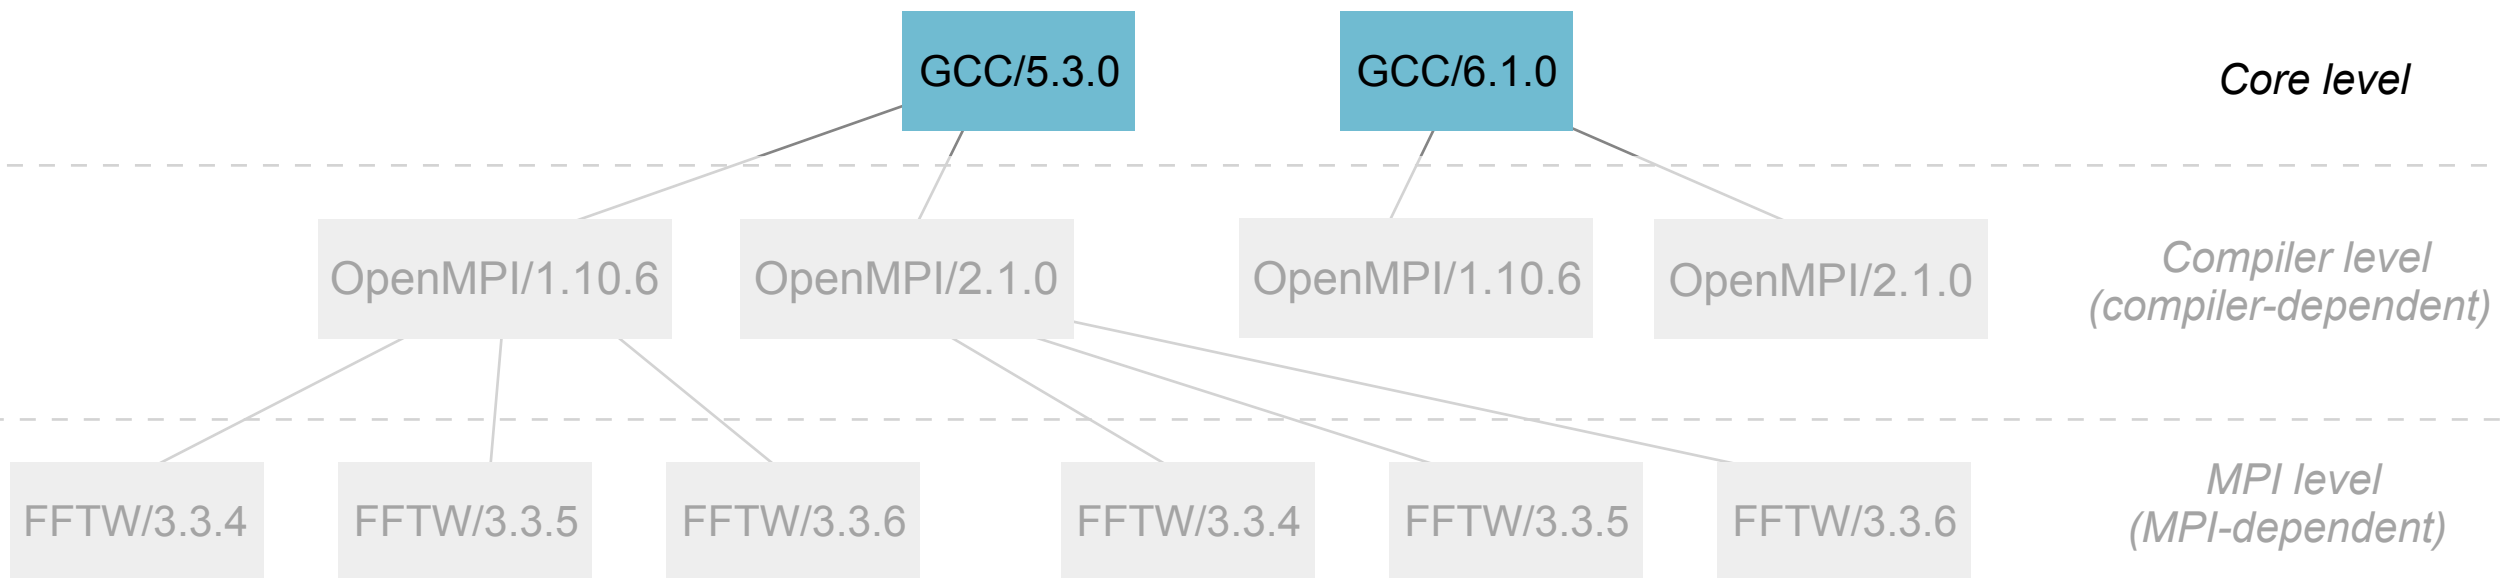 GCC/5.3.0
GCC/6.1.0
Core level
OpenMPI/1.10.6
OpenMPI/2.1.0
OpenMPI/1.10.6
OpenMPI/2.1.0
Compiler level
(compiler-dependent)
FFTW/3.3.4
FFTW/3.3.5
FFTW/3.3.6
FFTW/3.3.4
FFTW/3.3.5
FFTW/3.3.6
MPI level
(MPI-dependent)